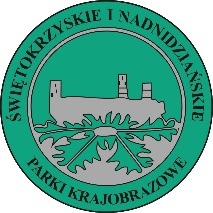 ŚWIĘTOKRZYSKIE I NADNIDZIAŃSKIE
PARKI KRAJOBRAZOWE